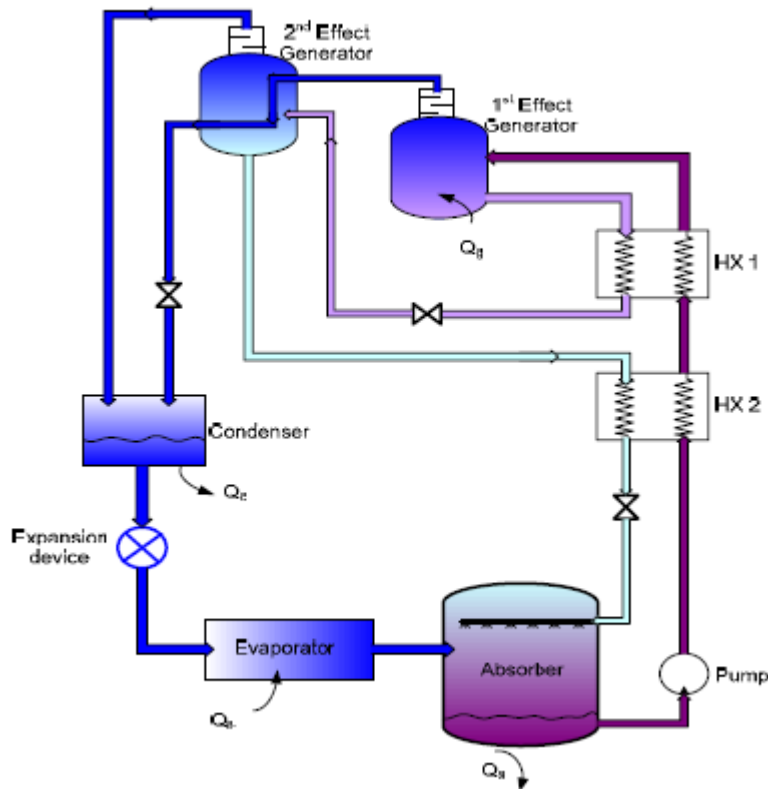 2nd Effect
Generator
1st Effect
Generator
Qg
HX 1
HX 2
Condenser
Qc
Expansion
device
Evaporator
Qe
Absorber
Pump
Qa